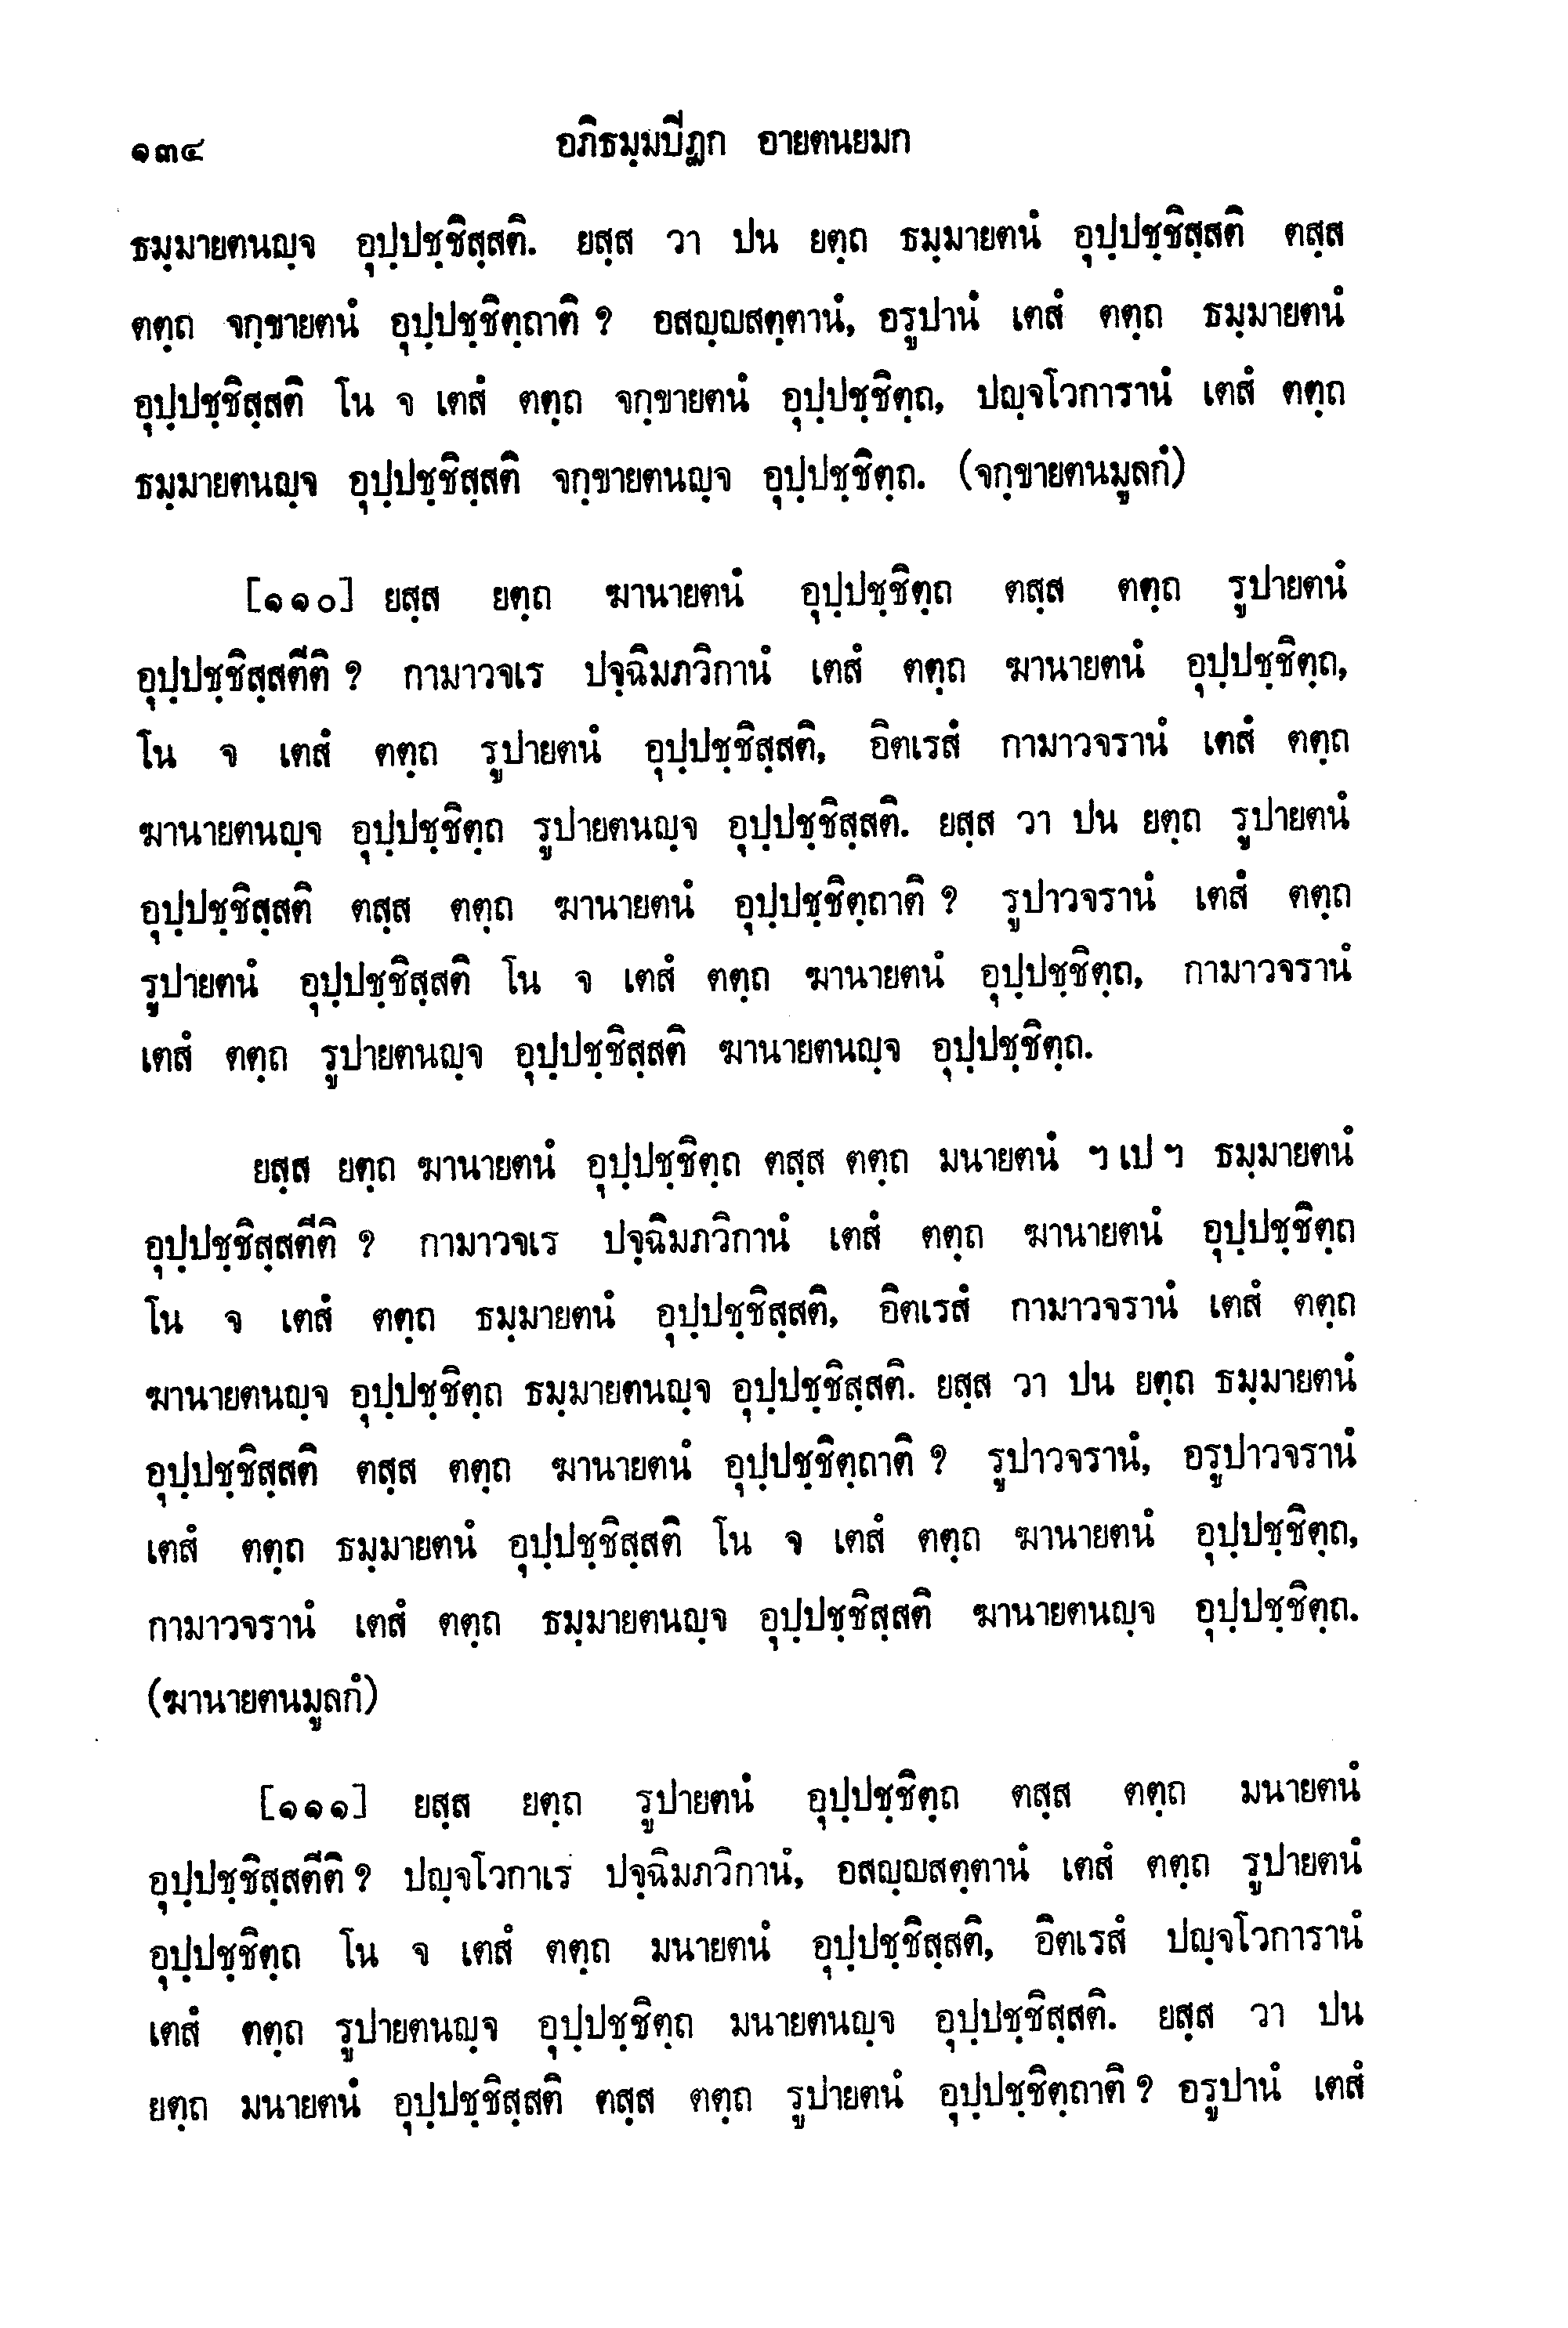 ๑๓๔ อภิธมฺมปิฏก อายตนยมก
ธมฺมายตนญฺจ อุปฺปชฺชิสฺสติ. ยสฺส วา ปน ยตฺถ ธมฺมายตนํ อุปฺปชฺชิสฺสติ ตสฺส
ตตฺถ จกฺขายตนํ อุปฺปชฺชิตฺถาติ ? อสญฺญสตฺตานํ, อรูปานํ เตสํ ตตฺถ ธมฺมายตนํ
อุปฺปชฺชิสฺสติ โน จ เตสํ ตตฺถ จกฺขายตนํ อุปฺปชฺชิตฺถ, ปญฺจโวการานํ เตสํ ตตฺถ
ธมฺมายตนญฺจ อุปฺปชฺชิสฺสติ จกฺขายตนญฺจ อุปฺปชฺชิตฺถ. (จกฺขายตนมูลกํ)
[๑๑๐] ยสฺส ยตฺถ ฆานายตนํ อุปฺปชฺชิตฺถ ตสฺส ตตฺถ รูปายตนํ
อุปฺปชฺชิสฺสตีติ ? กามาวจเร ปจฺฉิมภวิกานํ เตสํ ตตฺถ ฆานายตนํ อุปฺปชฺชิตฺถ,
โน จ เตสํ ตตฺถ รูปายตนํ อุปฺปชฺชิสฺสติ, อิตเรสํ กามาวจรานํ เตสํ ตตฺถ
ฆานายตนญฺจ อุปฺปชฺชิตฺถ รูปายตนญฺจ อุปฺปชฺชิสฺสติ. ยสฺส วา ปน ยตฺถ รูปายตนํ
อุปฺปชฺชิสฺสติ ตสฺส ตตฺถ ฆานายตนํ อุปฺปชฺชิตฺถาติ ? รูปาวจรานํ เตสํ ตตฺถ
รูปายตนํ อุปฺปชฺชิสฺสติ โน จ เตสํ ตตฺถ ฆานายตนํ อุปฺปชฺชิตฺถ, กามาวจรานํ
เตสํ ตตฺถ รูปายตนญฺจ อุปฺปชฺชิสฺสติ ฆานายตนญฺจ อุปฺปชฺชิตฺถ.
ยสฺส ยตฺถ ฆานายตนํ อุปฺปชฺชิตฺถ ตสฺส ตตฺถ มนายตนํ ฯ เป ฯ ธมฺมายตนํ
อุปฺปชฺชิสฺสตีติ ? กามาวจเร ปจฺฉิมภวิกานํ เตสํ ตตฺถ ฆานายตนํ อุปฺปชฺชิตฺถ
โน จ เตสํ ตตฺถ ธมฺมายตนํ อุปฺปชฺชิสฺสติ, อิตเรสํ กามาวจรานํ เตสํ ตตฺถ
ฆานายตนญฺจ อุปฺปชฺชิตฺถ ธมฺมายตนญฺจ อุปฺปชฺชิสฺสติ. ยสฺส วา ปน ยตฺถ ธมฺมายตนํ
อุปฺปชฺชิสฺสติ ตสฺส ตตฺถ ฆานายตนํ อุปฺปชฺชิตฺถาติ ? รูปาวจรานํ, อรูปาวจรานํ
เตสํ ตตฺถ ธมฺมายตนํ อุปฺปชฺชิสฺสติ โน จ เตสํ ตตฺถ ฆานายตนํ อุปฺปชฺชิตฺถ,
กามาวจรานํ เตสํ ตตฺถ ธมฺมายตนญฺจ อุปฺปชฺชิสฺสติ ฆานายตนญฺจ อุปฺปชฺชิตฺถ.
(ฆานายตนมูลกํ)
[๑๑๑] ยสฺส ยตฺถ รูปายตนํ อุปฺปชฺชิตฺถ ตสฺส ตตฺถ มนายตนํ
อุปฺปชฺชิสฺสตีติ ? ปญฺจโวกาเร ปจฺฉิมภวิกานํ, อสญฺญสตฺตานํ เตสํ ตตฺถ รูปายตนํ
อุปฺปชฺชิตฺถ โน จ เตสํ ตตฺถ มนายตนํ อุปฺปชฺชิสฺสติ, อิตเรสํ ปญฺจโวการานํ
เตสํ ตตฺถ รูปายตนญฺจ อุปฺปชฺชิตฺถ มนายตนญฺจ อุปฺปชฺชิสฺสติ. ยสฺส วา ปน
ยตฺถ มนายตนํ อุปฺปชฺชิสฺสติ ตสฺส ตตฺถ รูปายตนํ อุปฺปชฺชิตฺถาติ ? อรูปานํ เตสํ